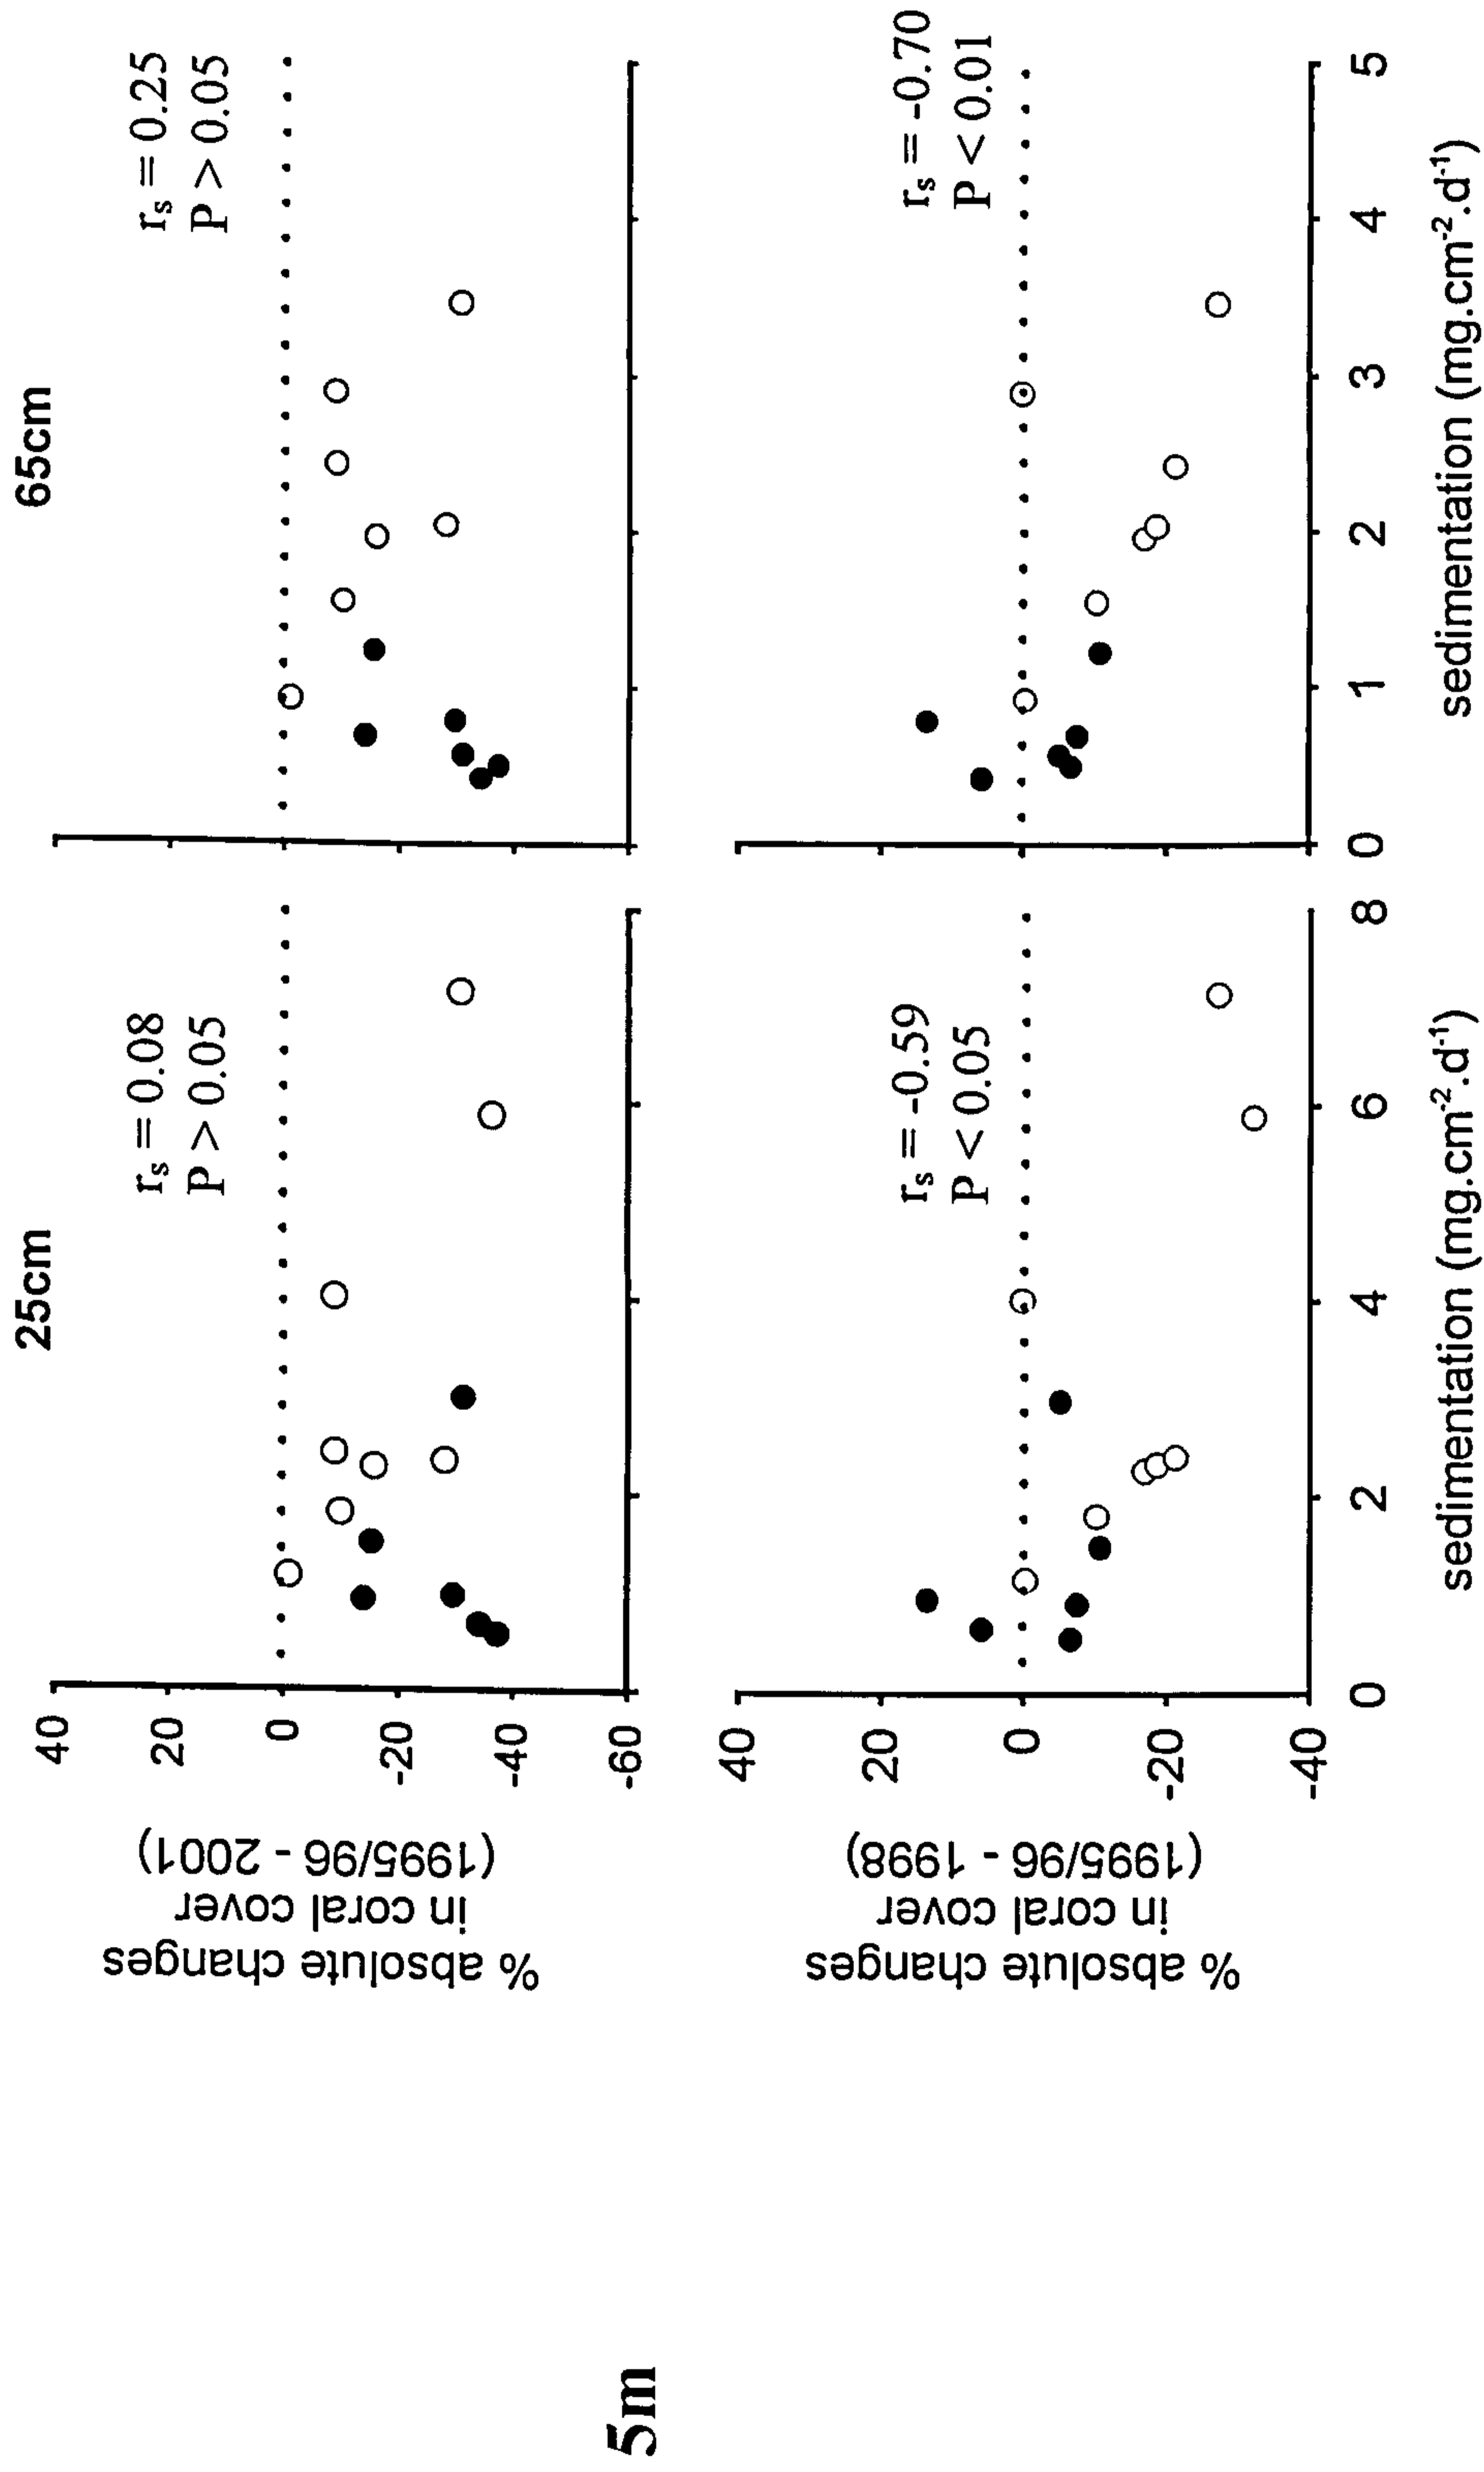 5m
25cm
65cm
% absolute changes
in coral cover
(1995/96 - 2001)
40
20
0
-20
-40
-60
rs = 0.08
P > 0.05
rs = 0.25
P > 0.05
% absolute changes
in coral cover
(1995/96 - 1998)
40
20
0
-20
-40
rs = -0.59
P < 0.05
rs = -0.70
P < 0.01
0 2 4 6 8
0 1 2 3 4 5
sedimentation (mg.cm⁻².d⁻¹)
sedimentation (mg.cm⁻².d⁻¹)